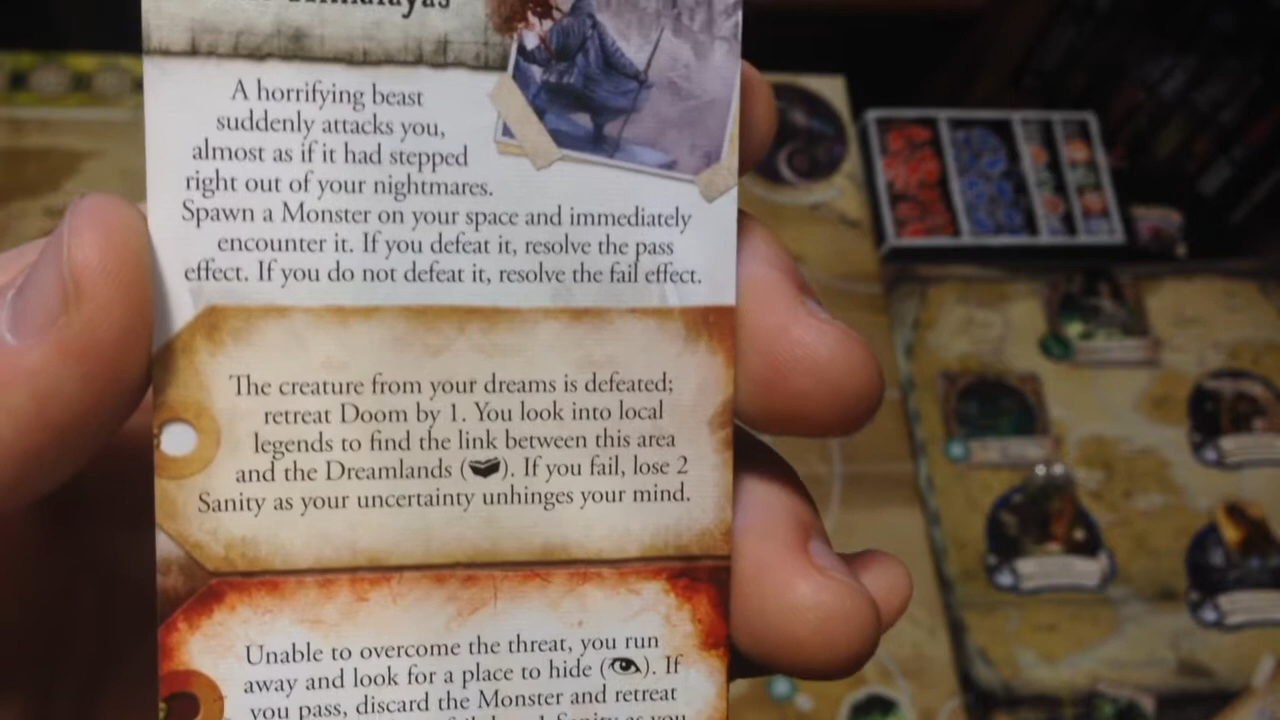 Himalayas
A horrifying beast
suddenly attacks you,
almost as if it had stepped
right out of your nightmares.
Spawn a Monster on your space and immediately
encounter it. If you defeat it, resolve the pass
effect. If you do not defeat it, resolve the fail effect.
The creature from your dreams is defeated;
retreat Doom by 1. You look into local
legends to find the link between this area
and the Dreamlands ( ). If you fail, lose 2
Sanity as your uncertainty unhinges your mind.
Unable to overcome the threat, you run
away and look for a place to hide ( ). If
you pass, discard the Monster and retreat
Sanity as you